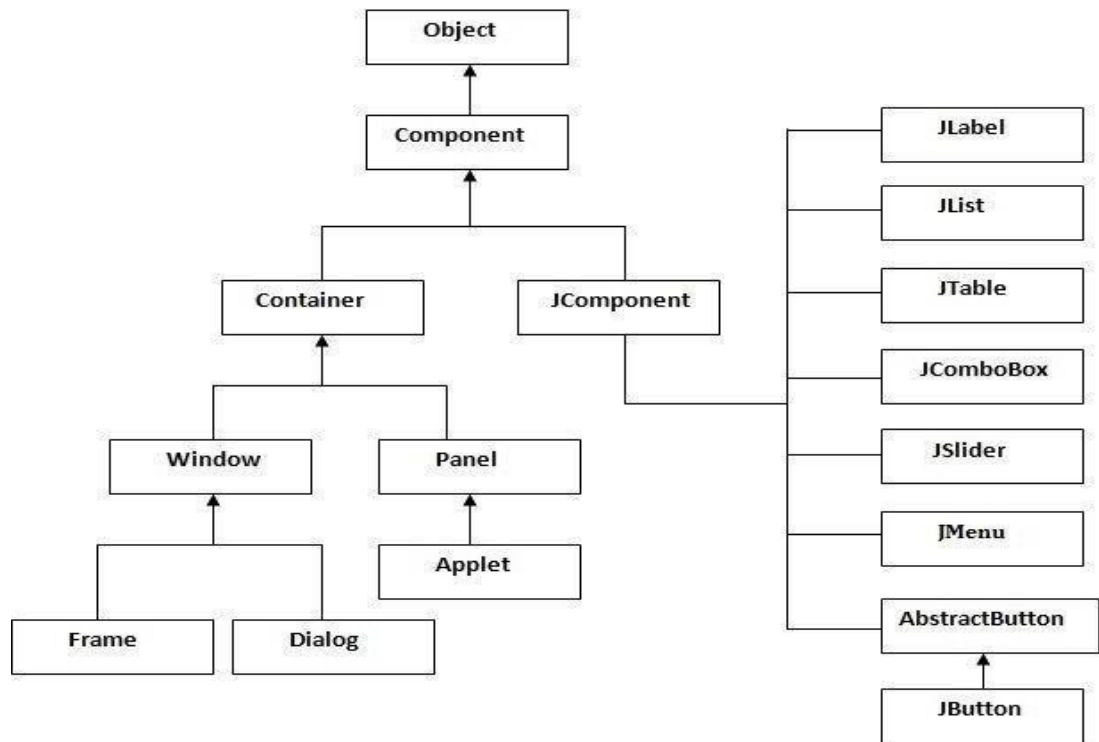 Object
Component
Container
JComponent
Window
Panel
Applet
Frame
Dialog
JLabel
JList
JTable
JComboBox
JSlider
JMenu
AbstractButton
JButton